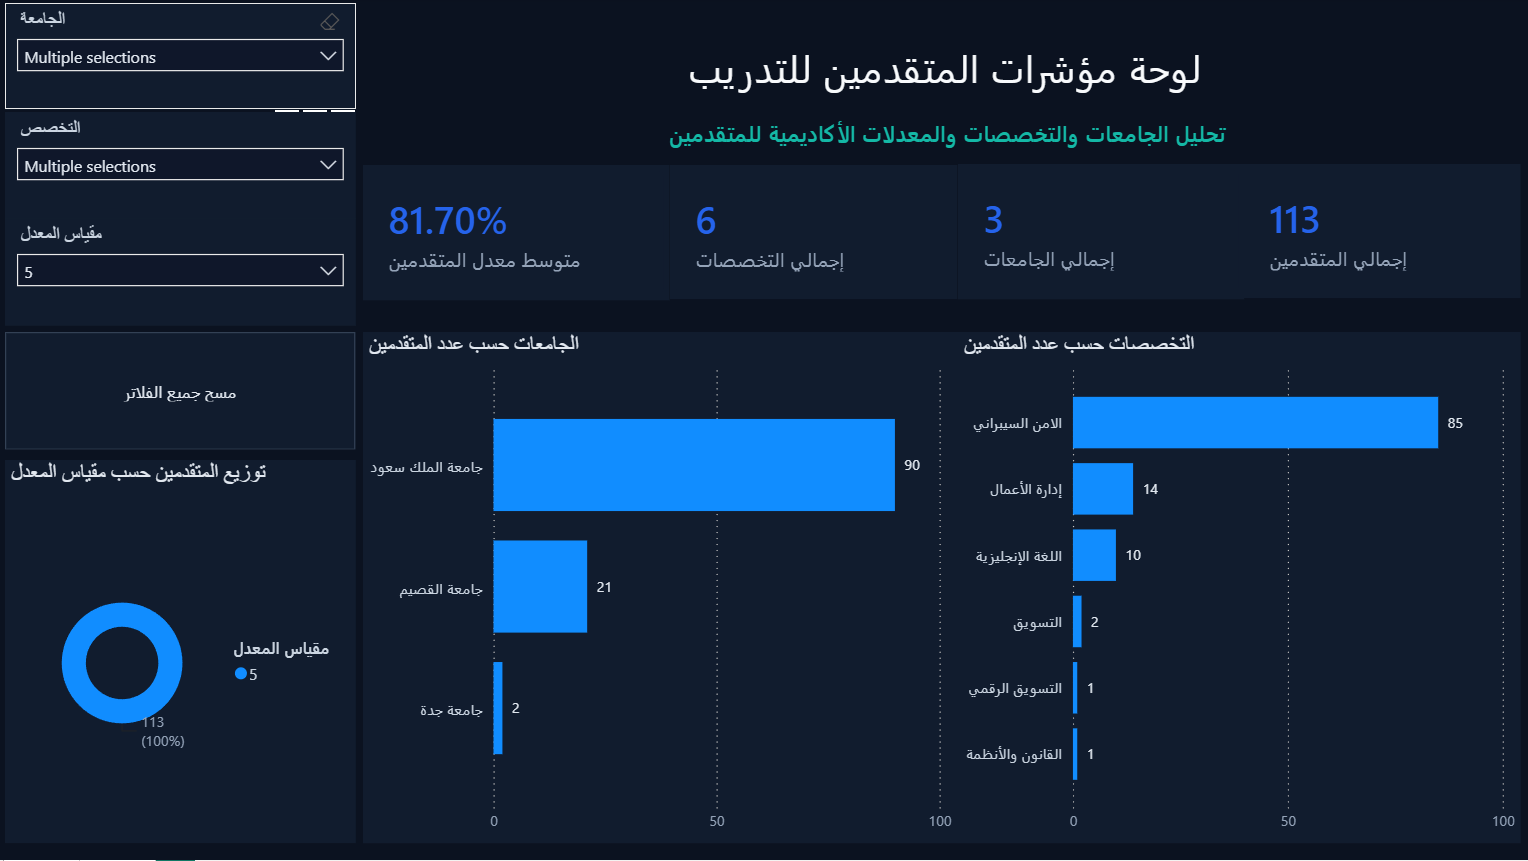 لوحة مؤشرات المتقدمين للتدريب
تحليل الجامعات والتخصصات والمعدلات الأكاديمية للمتقدمين
الجامعة
Multiple selections
التخصص
Multiple selections
مقياس المعدل
5
مسح جميع الفلاتر
113
إجمالي المتقدمين
3
إجمالي الجامعات
6
إجمالي التخصصات
81.70%
متوسط معدل المتقدمين
التخصصات حسب عدد المتقدمين
الامن السيبراني 85
إدارة الأعمال 14
اللغة الإنجليزية 10
التسويق 2
التسويق الرقمي 1
القانون والأنظمة 1
0 50 100
الجامعات حسب عدد المتقدمين
جامعة الملك سعود 90
جامعة القصيم 21
جامعة جدة 2
0 50 100
توزيع المتقدمين حسب مقياس المعدل
مقياس المعدل
5
113
(100%)